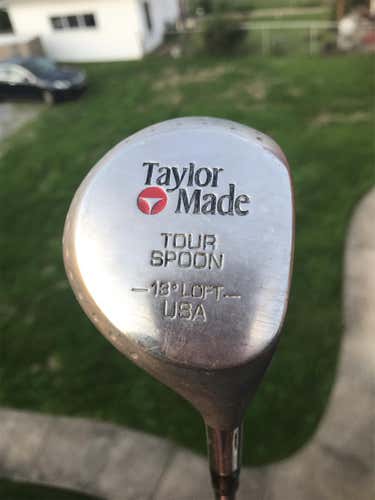 Taylor
Made
TOUR
SPOON
—13° LOFT—
USA